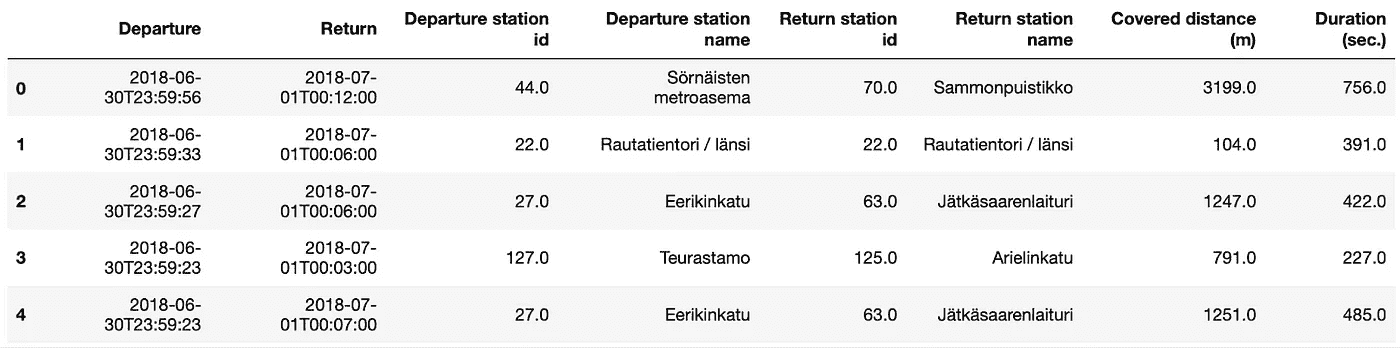 Departure Return Departure station id Departure station name Return station id Return station name Covered distance (m) Duration (sec.)
0 2018-06-30T23:59:56 2018-07-01T00:12:00 44.0 Sörnäisten metroasema 70.0 Sammonpuistikko 3199.0 756.0
1 2018-06-30T23:59:33 2018-07-01T00:06:00 22.0 Rautatientori / länsi 22.0 Rautatientori / länsi 104.0 391.0
2 2018-06-30T23:59:27 2018-07-01T00:06:00 27.0 Eerikinkatu 63.0 Jätkäsaarenlaituri 1247.0 422.0
3 2018-06-30T23:59:23 2018-07-01T00:03:00 127.0 Teurastamo 125.0 Arielinkatu 791.0 227.0
4 2018-06-30T23:59:23 2018-07-01T00:07:00 27.0 Eerikinkatu 63.0 Jätkäsaarenlaituri 1251.0 485.0